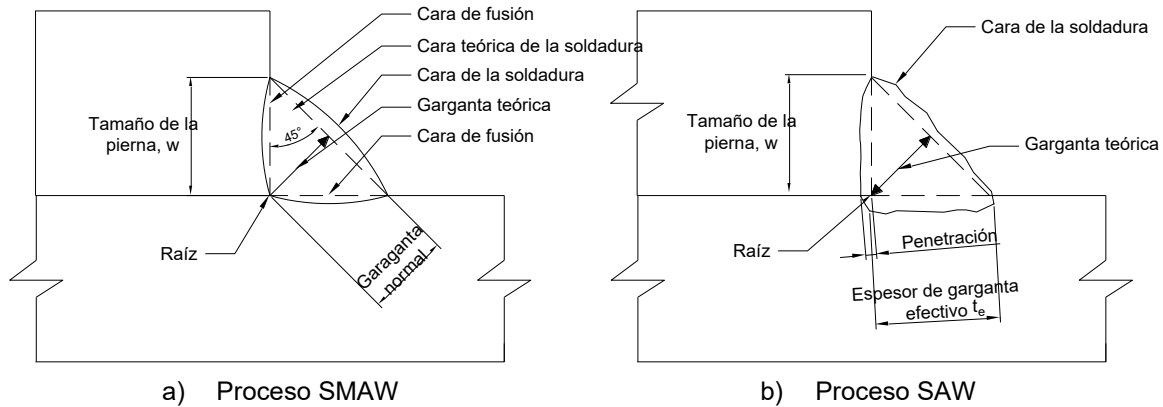 Cara de fusión
Cara teórica de la soldadura
Cara de la soldadura
Garganta teórica
Cara de fusión
45°
Tamaño de la
pierna, w
Raíz
Garaganta
normal
a) Proceso SMAW
Cara de la soldadura
Tamaño de la
pierna, w
Garganta teórica
Raíz
Penetración
Espesor de garganta
efectivo te
b) Proceso SAW